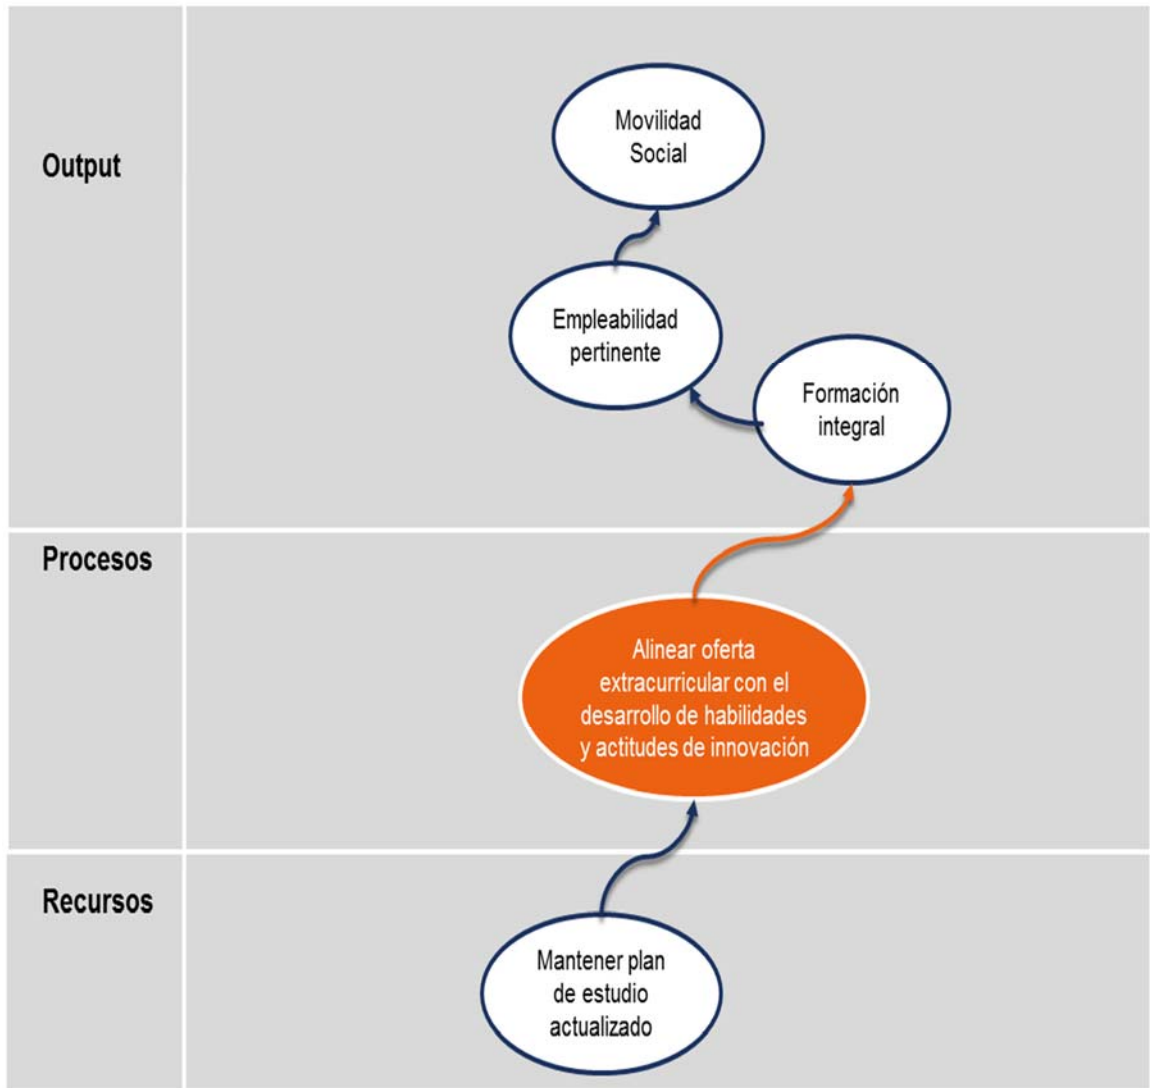 Output
Movilidad
Social
Empleabilidad
pertinente
Formación
integral
Procesos
Alinear oferta
extracurricular con el
desarrollo de habilidades
y actitudes de innovación
Recursos
Mantener plan
de estudio
actualizado